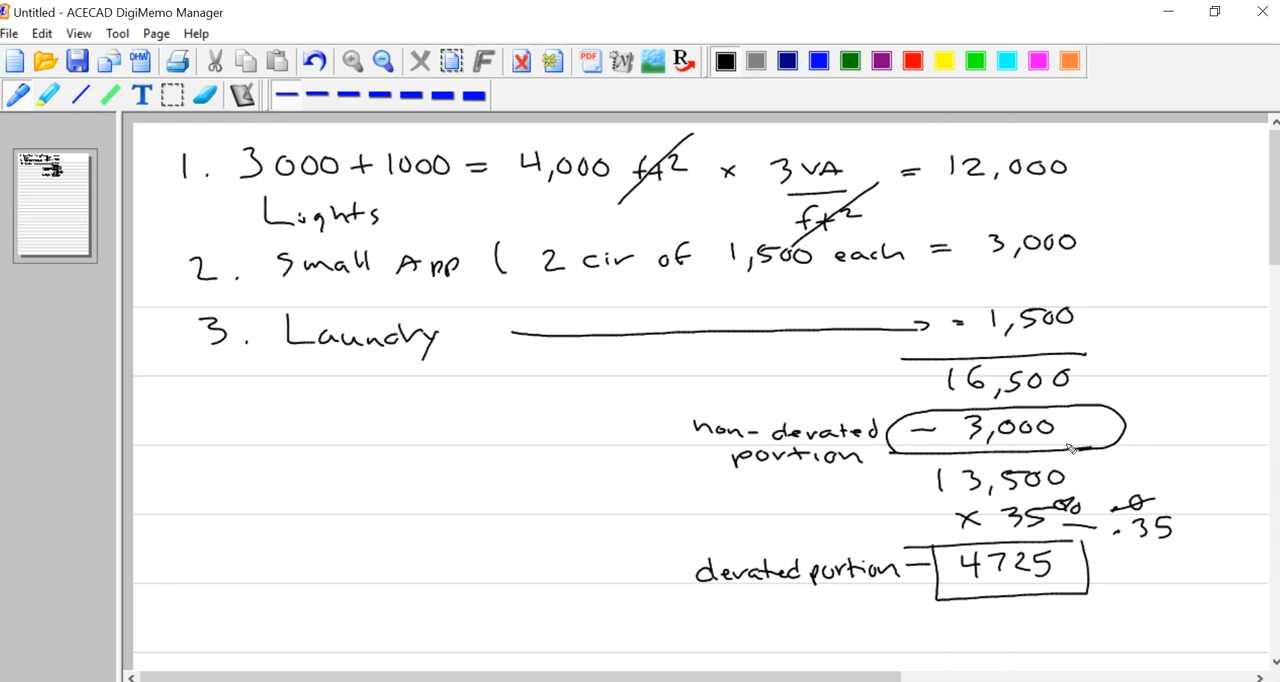 Untitled - ACECAD DigiMemo Manager
File Edit View Tool Page Help
1. 3000 + 1000 = 4,000 ft2 x 3 VA = 12,000
ft2
Lights
2. Small App ( 2 cir of 1,500 each = 3,000
3. Laundry = 1,500
16,500
non-derated portion - 3,000
13,500
x 35% .35
derated portion 4725